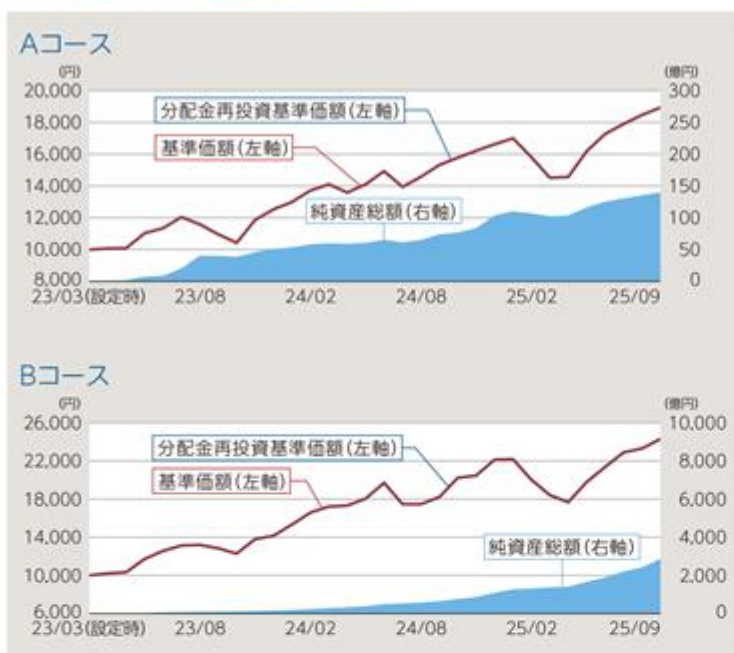 Aコース
(円)
(億円)
20,000
18,000
16,000
14,000
12,000
10,000
8,000
300
250
200
150
100
50
0
分配金再投資基準価額(左軸)
基準価額(左軸)
純資産総額(右軸)
23/03(設定時) 23/08 24/02 24/08 25/02 25/09
Bコース
(円)
(億円)
26,000
22,000
18,000
14,000
10,000
6,000
10,000
8,000
6,000
4,000
2,000
0
分配金再投資基準価額(左軸)
基準価額(左軸)
純資産総額(右軸)
23/03(設定時) 23/08 24/02 24/08 25/02 25/09